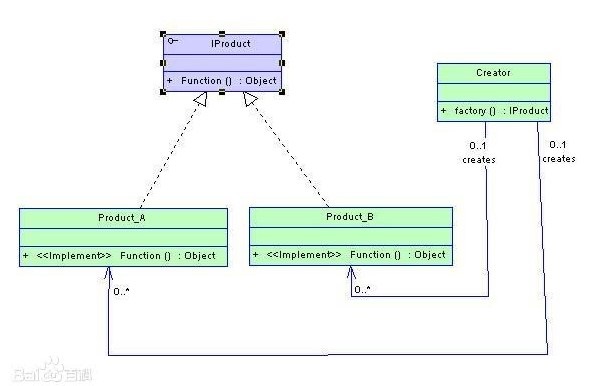 IProduct
+ Function () : Object
Creator
+ factory () : IProduct
0..1
creates
0..1
creates
Product_A
+ <<Implement>> Function () : Object
Product_B
+ <<Implement>> Function () : Object
0..*
0..*
Bai百科